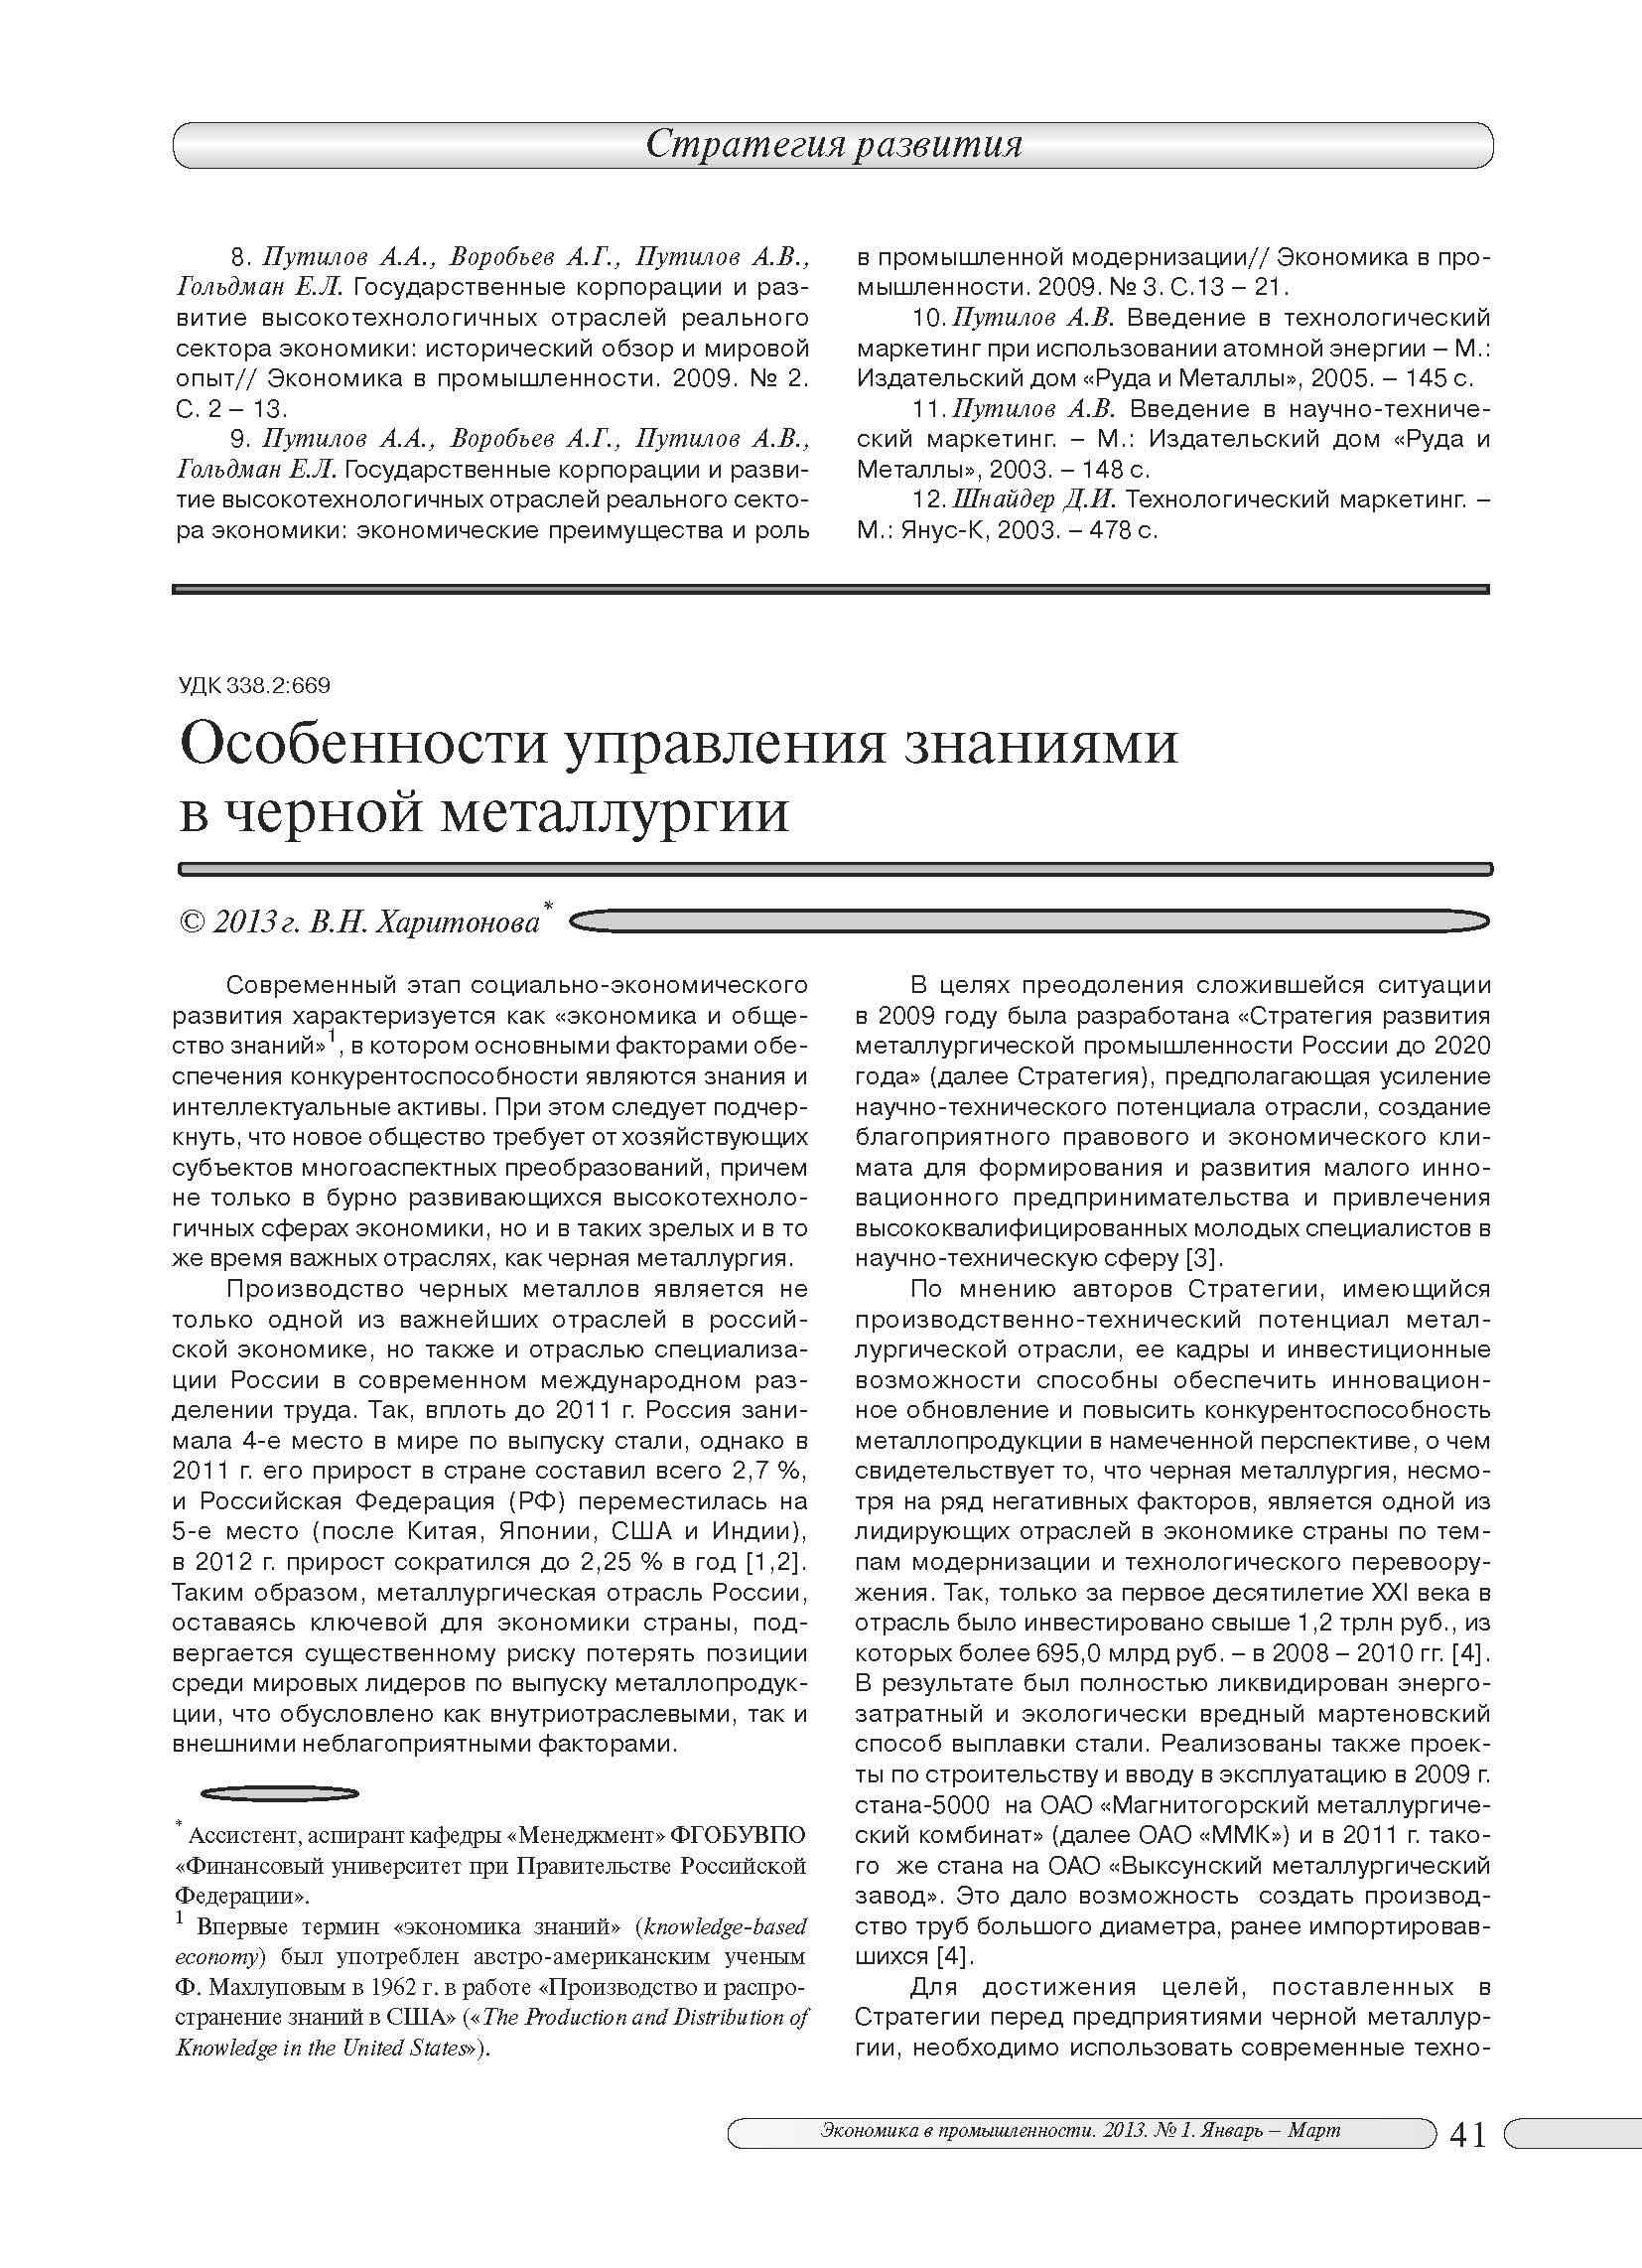 Стратегия развития
8. Путилов А.А., Воробьев А.Г., Путилов А.В.,
Гольдман Е.Л. Государственные корпорации и раз-
витие высокотехнологичных отраслей реального
сектора экономики: исторический обзор и мировой
опыт// Экономика в промышленности. 2009. № 2.
С. 2 – 13.
9. Путилов А.А., Воробьев А.Г., Путилов А.В.,
Гольдман Е.Л. Государственные корпорации и разви-
тие высокотехнологичных отраслей реального секто-
ра экономики: экономические преимущества и роль
в промышленной модернизации// Экономика в про-
мышленности. 2009. № 3. С.13 – 21.
10. Путилов А.В. Введение в технологический
маркетинг при использовании атомной энергии – М.:
Издательский дом «Руда и Металлы», 2005. – 145 с.
11. Путилов А.В. Введение в научно-техниче-
ский маркетинг. – М.: Издательский дом «Руда и
Металлы», 2003. – 148 с.
12. Шнайдер Д.И. Технологический маркетинг. –
М.: Янус-К, 2003. – 478 с.
УДК 338.2:669
Особенности управления знаниями
в черной металлургии
© 2013 г. В.Н. Харитонова*
Современный этап социально-экономического
развития характеризуется как «экономика и обще-
ство знаний»1, в котором основными факторами обе-
спечения конкурентоспособности являются знания и
интеллектуальные активы. При этом следует подчер-
кнуть, что новое общество требует от хозяйствующих
субъектов многоаспектных преобразований, причем
не только в бурно развивающихся высокотехноло-
гичных сферах экономики, но и в таких зрелых и в то
же время важных отраслях, как черная металлургия.
Производство черных металлов является не
только одной из важнейших отраслей в россий-
ской экономике, но также и отраслью специализа-
ции России в современном международном раз-
делении труда. Так, вплоть до 2011 г. Россия зани-
мала 4-е место в мире по выпуску стали, однако в
2011 г. его прирост в стране составил всего 2,7 %,
и Российская Федерация (РФ) переместилась на
5-е место (после Китая, Японии, США и Индии),
в 2012 г. прирост сократился до 2,25 % в год [1,2].
Таким образом, металлургическая отрасль России,
оставаясь ключевой для экономики страны, под-
вергается существенному риску потерять позиции
среди мировых лидеров по выпуску металлопродук-
ции, что обусловлено как внутриотраслевыми, так и
внешними неблагоприятными факторами.
* Ассистент, аспирант кафедры «Менеджмент» ФГОБУВПО
«Финансовый университет при Правительстве Российской
Федерации».
1 Впервые термин «экономика знаний» (knowledge-based
economy) был употреблен австро-американским ученым
Ф. Махлуповым в 1962 г. в работе «Производство и распро-
странение знаний в США» («The Production and Distribution of
Knowledge in the United States»).
В целях преодоления сложившейся ситуации
в 2009 году была разработана «Стратегия развития
металлургической промышленности России до 2020
года» (далее Стратегия), предполагающая усиление
научно-технического потенциала отрасли, создание
благоприятного правового и экономического кли-
мата для формирования и развития малого инно-
вационного предпринимательства и привлечения
высококвалифицированных молодых специалистов в
научно-техническую сферу [3].
По мнению авторов Стратегии, имеющийся
производственно-технический потенциал метал-
лургической отрасли, ее кадры и инвестиционные
возможности способны обеспечить инновацион-
ное обновление и повысить конкурентоспособность
металлопродукции в намеченной перспективе, о чем
свидетельствует то, что черная металлургия, несмо-
тря на ряд негативных факторов, является одной из
лидирующих отраслей в экономике страны по тем-
пам модернизации и технологического перевоору-
жения. Так, только за первое десятилетие XXI века в
отрасль было инвестировано свыше 1,2 трлн руб., из
которых более 695,0 млрд руб. – в 2008 – 2010 гг. [4].
В результате был полностью ликвидирован энерго-
затратный и экологически вредный мартеновский
способ выплавки стали. Реализованы также проек-
ты по строительству и вводу в эксплуатацию в 2009 г.
стана-5000 на ОАО «Магнитогорский металлургиче-
ский комбинат» (далее ОАО «ММК») и в 2011 г. тако-
го же стана на ОАО «Выксунский металлургический
завод». Это дало возможность создать производ-
ство труб большого диаметра, ранее импортировав-
шихся [4].
Для достижения целей, поставленных в
Стратегии перед предприятиями черной металлур-
гии, необходимо использовать современные техно-
Экономика в промышленности. 2013. № 1. Январь – Март
41